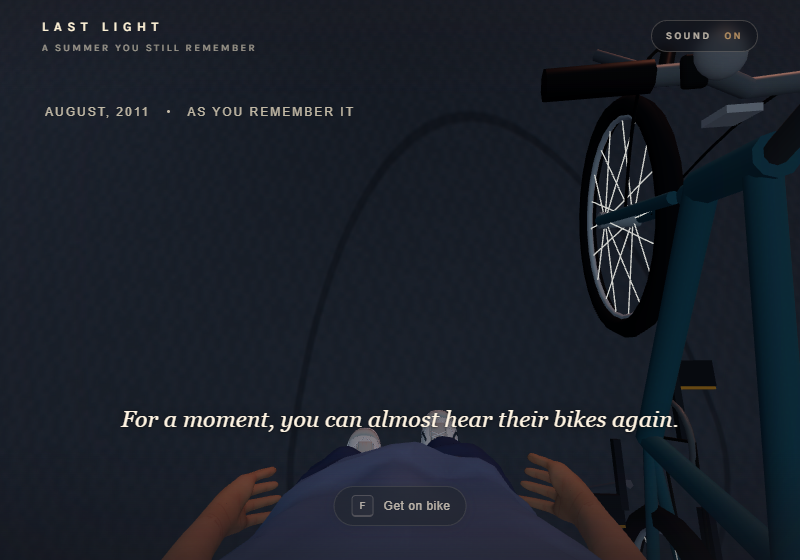 LAST LIGHT
A SUMMER YOU STILL REMEMBER
SOUND ON
AUGUST, 2011 • AS YOU REMEMBER IT
For a moment, you can almost hear their bikes again.
F Get on bike